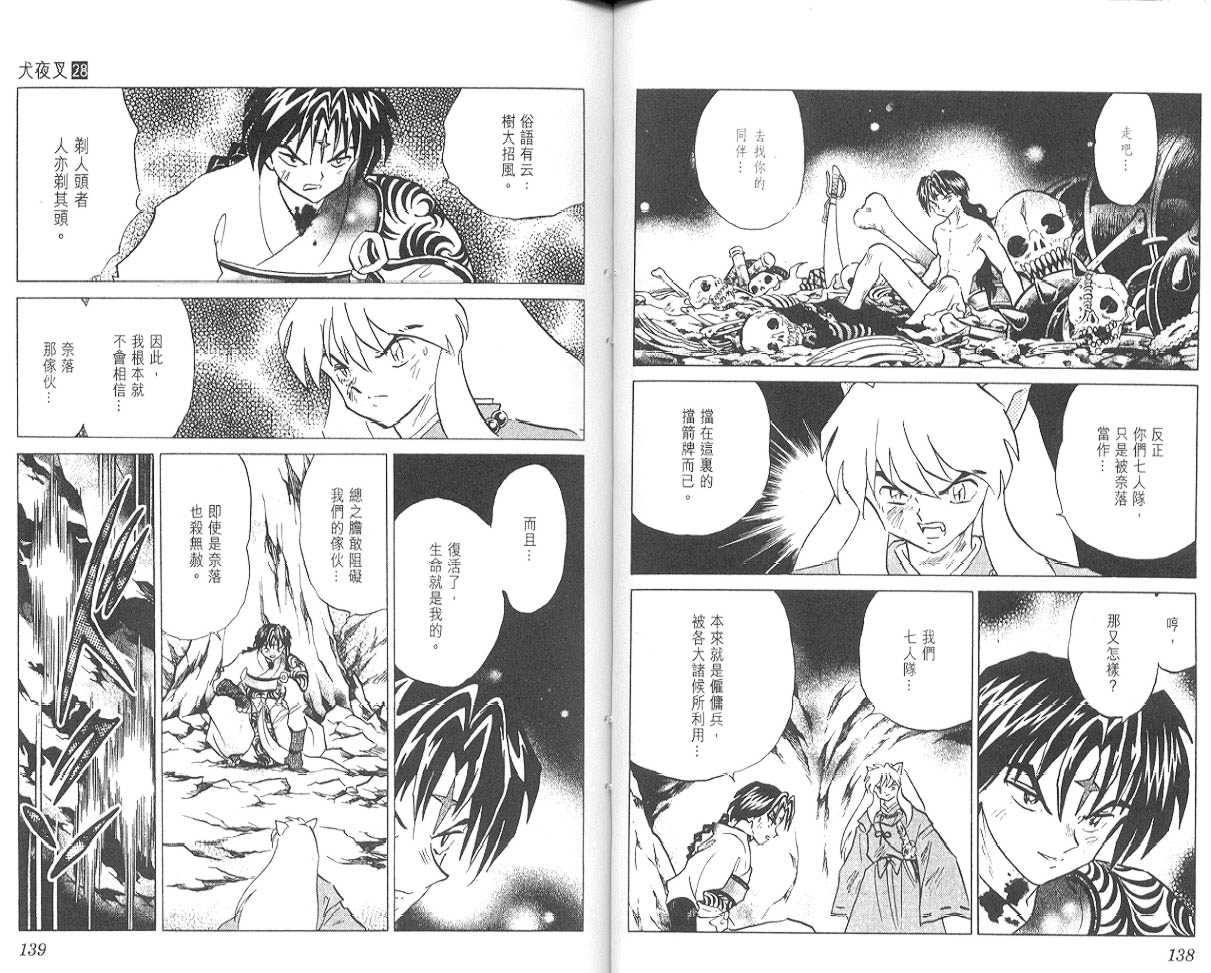 走吧⋯
去找你的
同伴⋯
反正
你們七人隊，
只是被奈落
當作⋯
擋在這裏的
擋箭牌而已。
哼，
那又怎樣？
我們
七人隊⋯
本來就是僱傭兵，
被各大諸候所利用⋯
138
犬夜叉28
俗語有云：
樹大招風。
剃人頭者
人亦剃其頭。
因此，
我根本就
不會相信⋯
奈落
那傢伙⋯
而且⋯
復活了，
生命就是我的。
總之膽敢阻礙
我們的傢伙⋯
即使是奈落
也殺無赦。
139